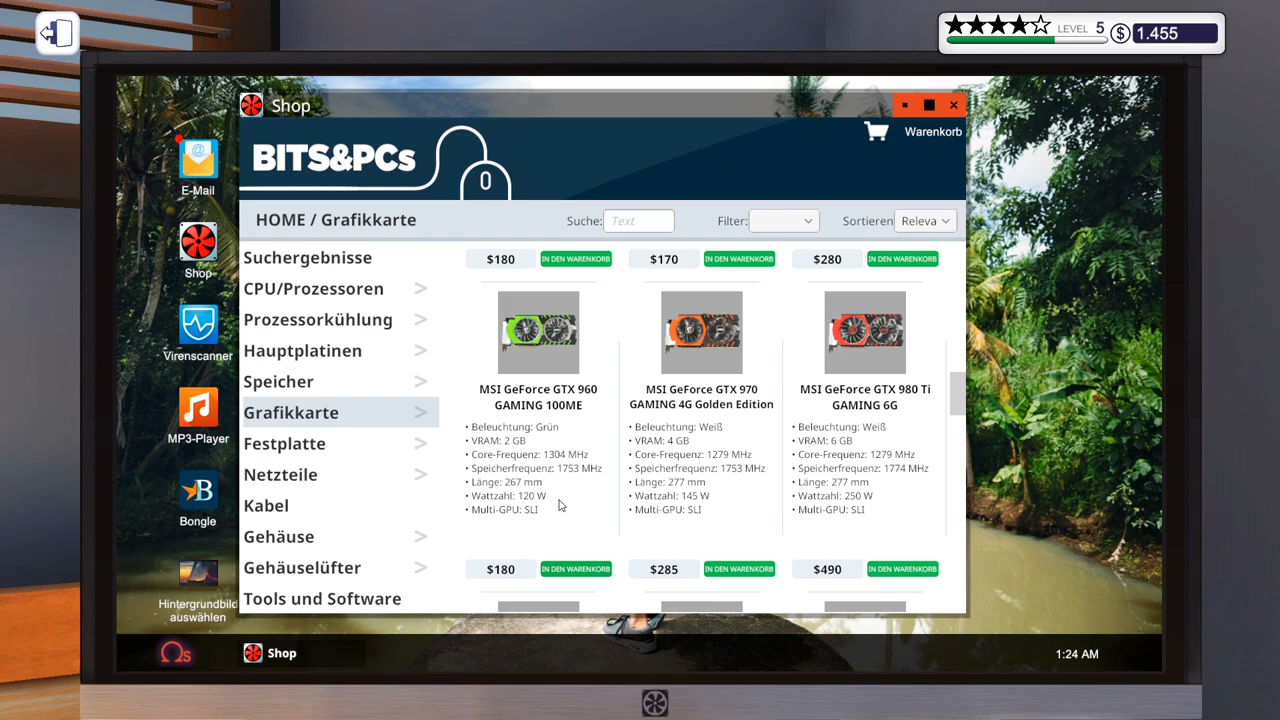 LEVEL 5 $ 1.455
Shop
Warenkorb
BITS&PCs
HOME / Grafikkarte
Suche: Text
Filter:
Sortieren Releva
E-Mail
Shop
Virenscanner
MP3-Player
Bongle
Hintergrundbild
auswählen
Suchergebnisse
CPU/Prozessoren >
Prozessorkühlung >
Hauptplatinen >
Speicher >
Grafikkarte >
Festplatte >
Netzteile >
Kabel
Gehäuse >
Gehäuselüfter >
Tools und Software
$180 IN DEN WARENKORB
$170 IN DEN WARENKORB
$280 IN DEN WARENKORB
MSI GeForce GTX 960
GAMING 100ME
• Beleuchtung: Grün
• VRAM: 2 GB
• Core-Frequenz: 1304 MHz
• Speicherfrequenz: 1753 MHz
• Länge: 267 mm
• Wattzahl: 120 W
• Multi-GPU: SLI
$180 IN DEN WARENKORB
MSI GeForce GTX 970
GAMING 4G Golden Edition
• Beleuchtung: Weiß
• VRAM: 4 GB
• Core-Frequenz: 1279 MHz
• Speicherfrequenz: 1753 MHz
• Länge: 277 mm
• Wattzahl: 145 W
• Multi-GPU: SLI
$285 IN DEN WARENKORB
MSI GeForce GTX 980 Ti
GAMING 6G
• Beleuchtung: Weiß
• VRAM: 6 GB
• Core-Frequenz: 1279 MHz
• Speicherfrequenz: 1774 MHz
• Länge: 277 mm
• Wattzahl: 250 W
• Multi-GPU: SLI
$490 IN DEN WARENKORB
Ωs
Shop
1:24 AM